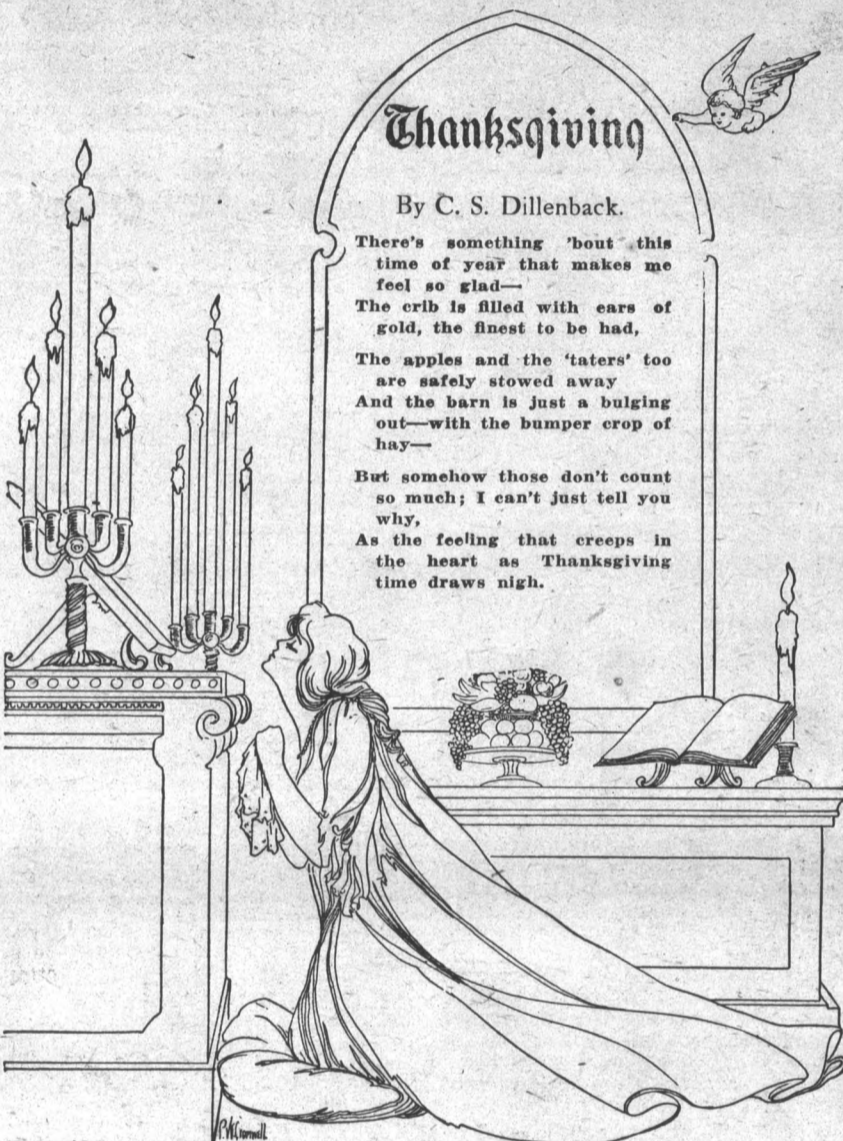 Thanksgiving
By C. S. Dillenback.
There's something 'bout this
time of year that makes me
feel so glad—
The crib is filled with ears of
gold, the finest to be had,
The apples and the 'taters' too
are safely stowed away
And the barn is just a bulging
out—with the bumper crop of
hay—
But somehow those don't count
so much; I can't just tell you
why,
As the feeling that creeps in
the heart as Thanksgiving
time draws nigh.